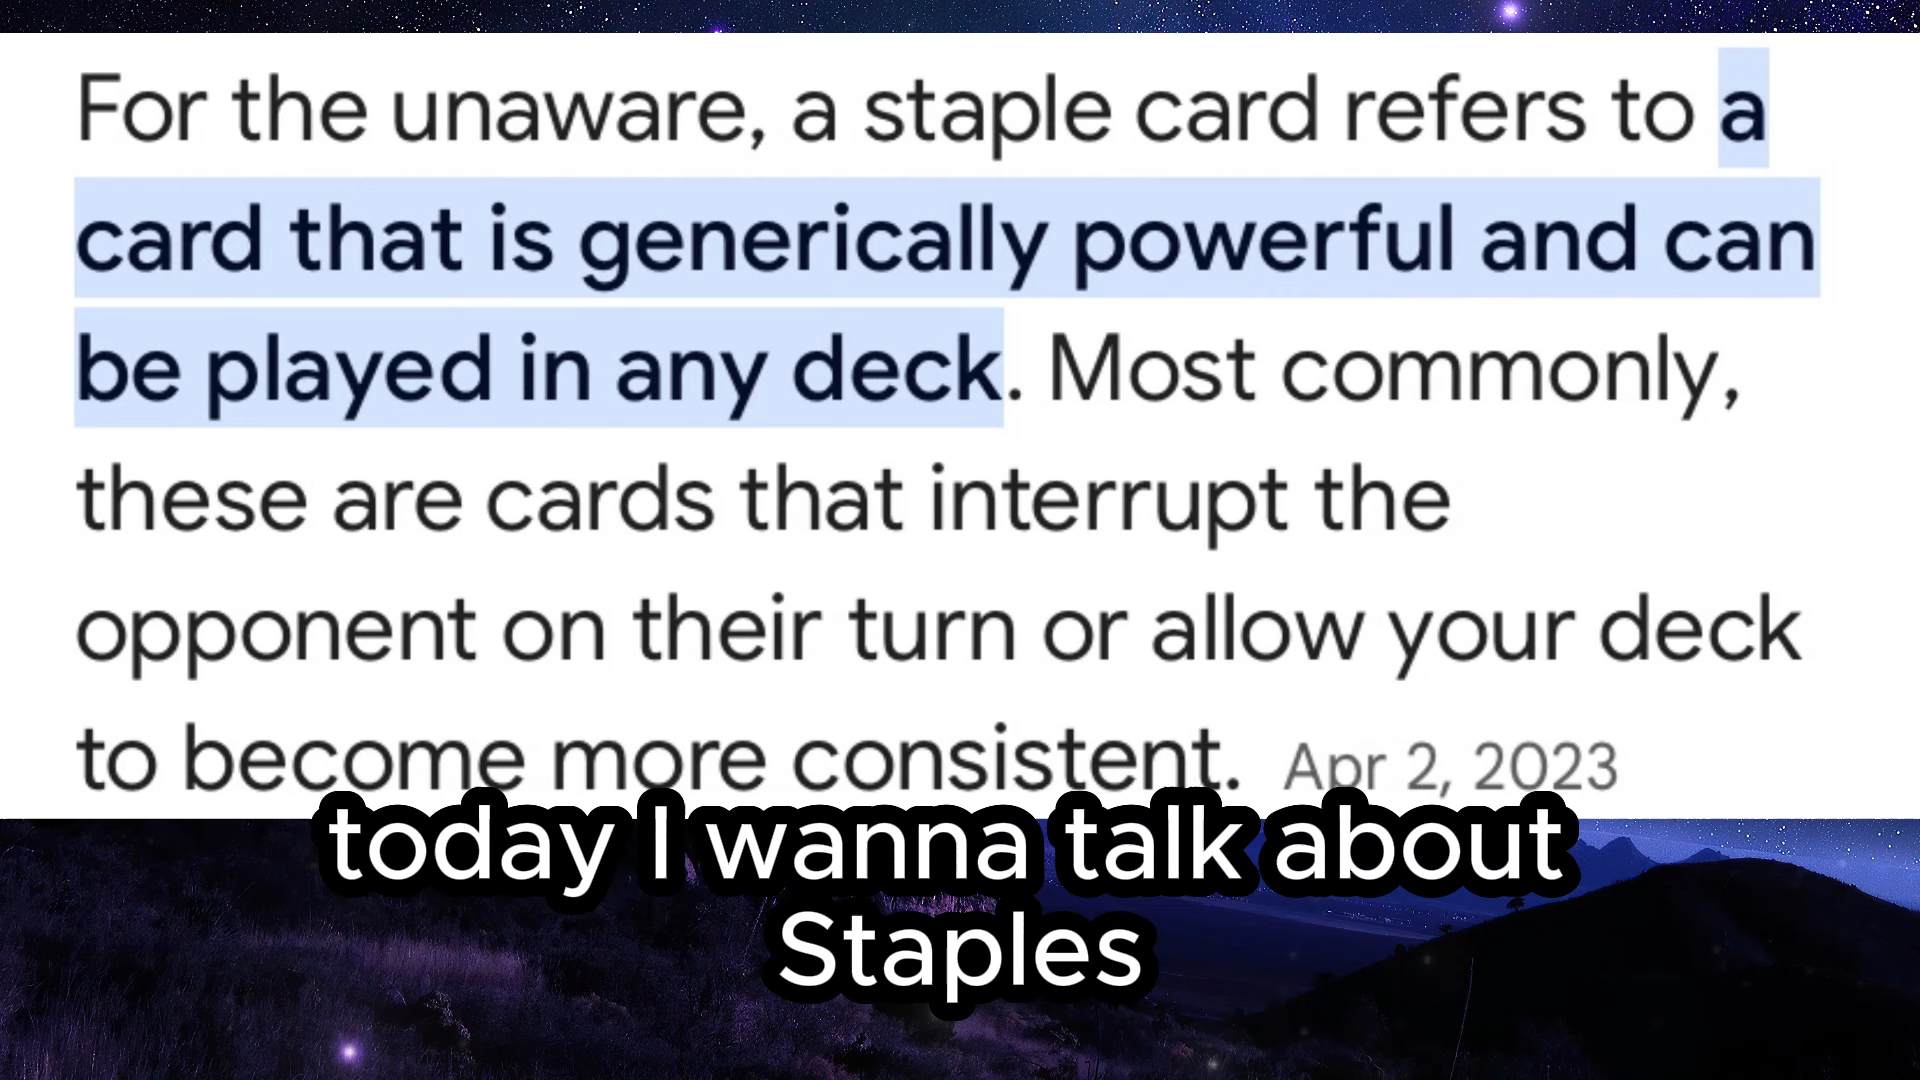 For the unaware, a staple card refers to a
card that is generically powerful and can
be played in any deck. Most commonly,
these are cards that interrupt the
opponent on their turn or allow your deck
to become more consistent. Apr 2, 2023
today I wanna talk about
Staples